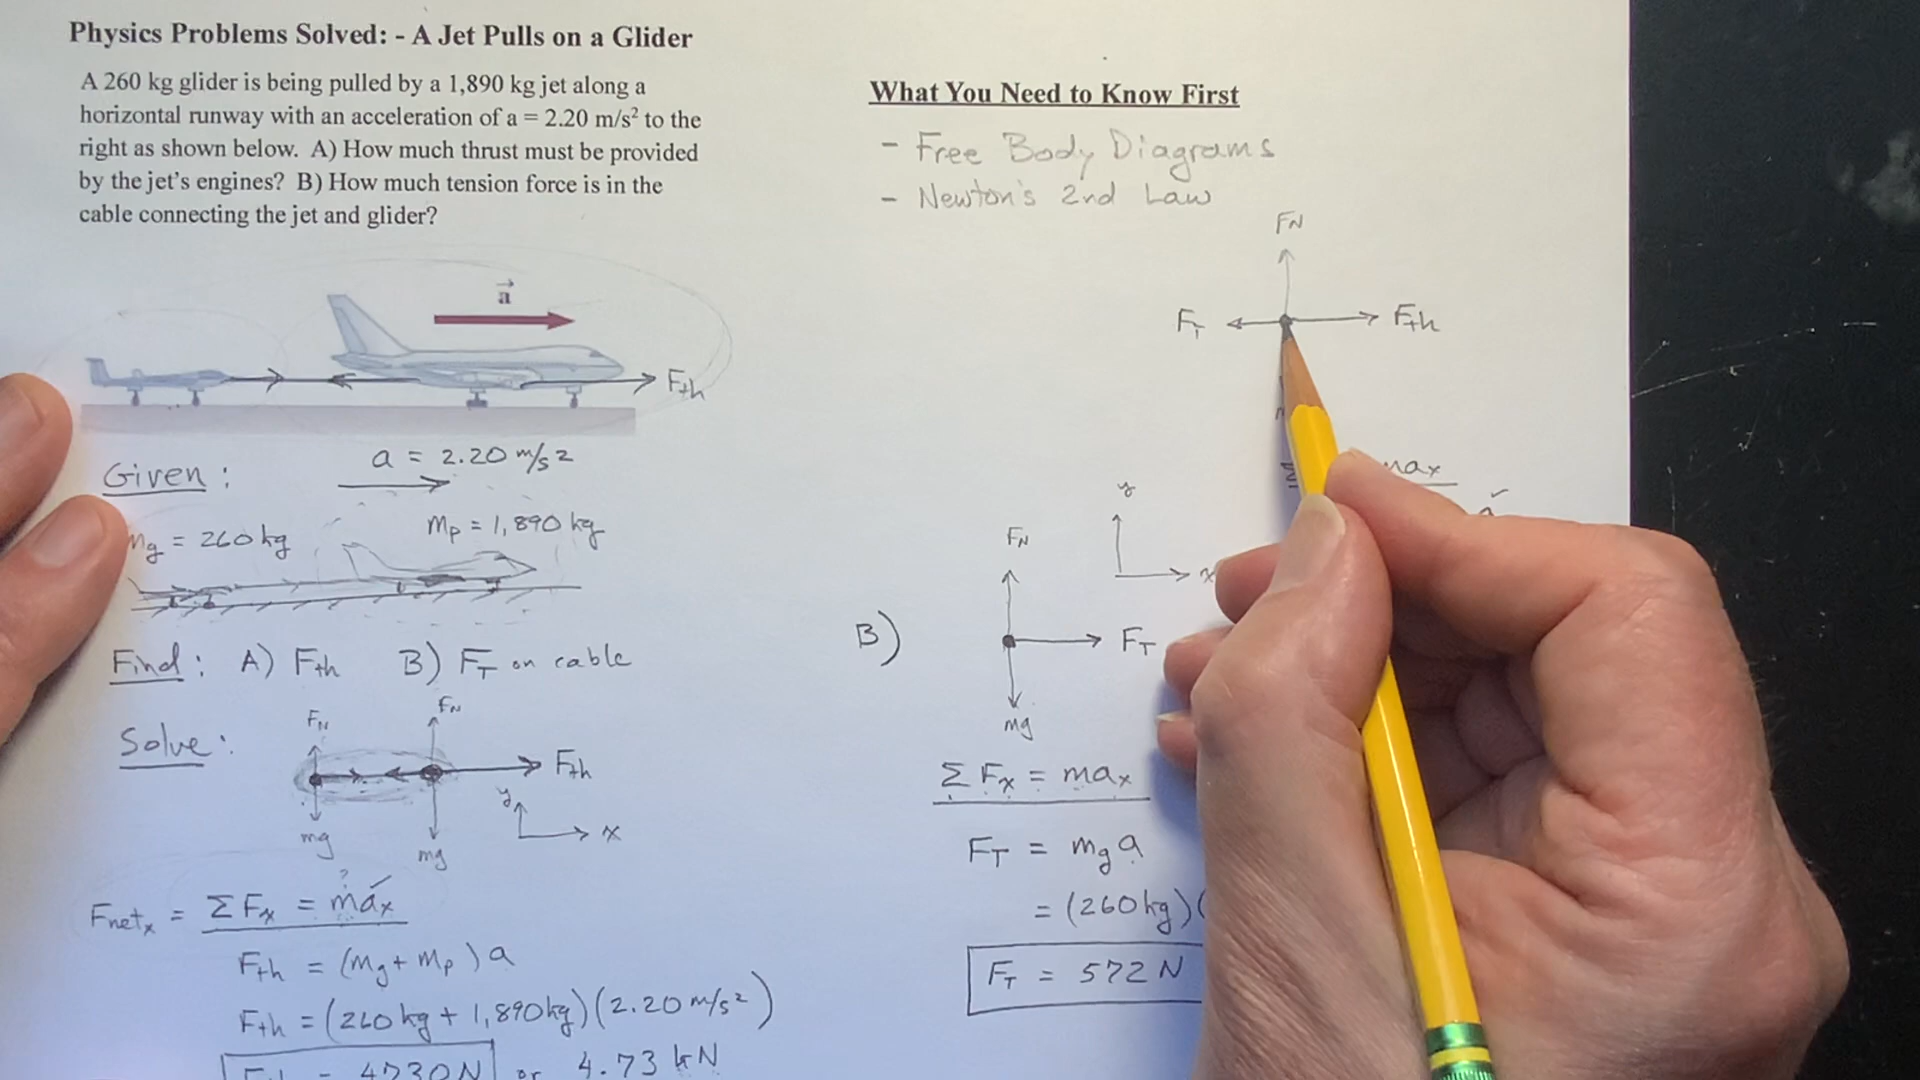 Physics Problems Solved: - A Jet Pulls on a Glider
A 260 kg glider is being pulled by a 1,890 kg jet along a
horizontal runway with an acceleration of a = 2.20 m/s² to the
right as shown below. A) How much thrust must be provided
by the jet's engines? B) How much tension force is in the
cable connecting the jet and glider?
a
Fth
Given:
a = 2.20 m/s²
mg = 260 kg
mp = 1,890 kg
Find: A) Fth B) FT on cable
Solve:
FN
FN
Fth
mg
mg
y
x
Fnetx = ΣFx = max
?
Fth = (mg + mp) a
Fth = (260 kg + 1,890 kg)(2.20 m/s²)
4730 N or 4.73 kN
What You Need to Know First
- Free Body Diagrams
- Newton's 2nd Law
FN
FT
Fth
max
B)
FN
y
x
FT
mg
ΣFx = max
FT = mg a
= (260 kg)(
FT = 572 N